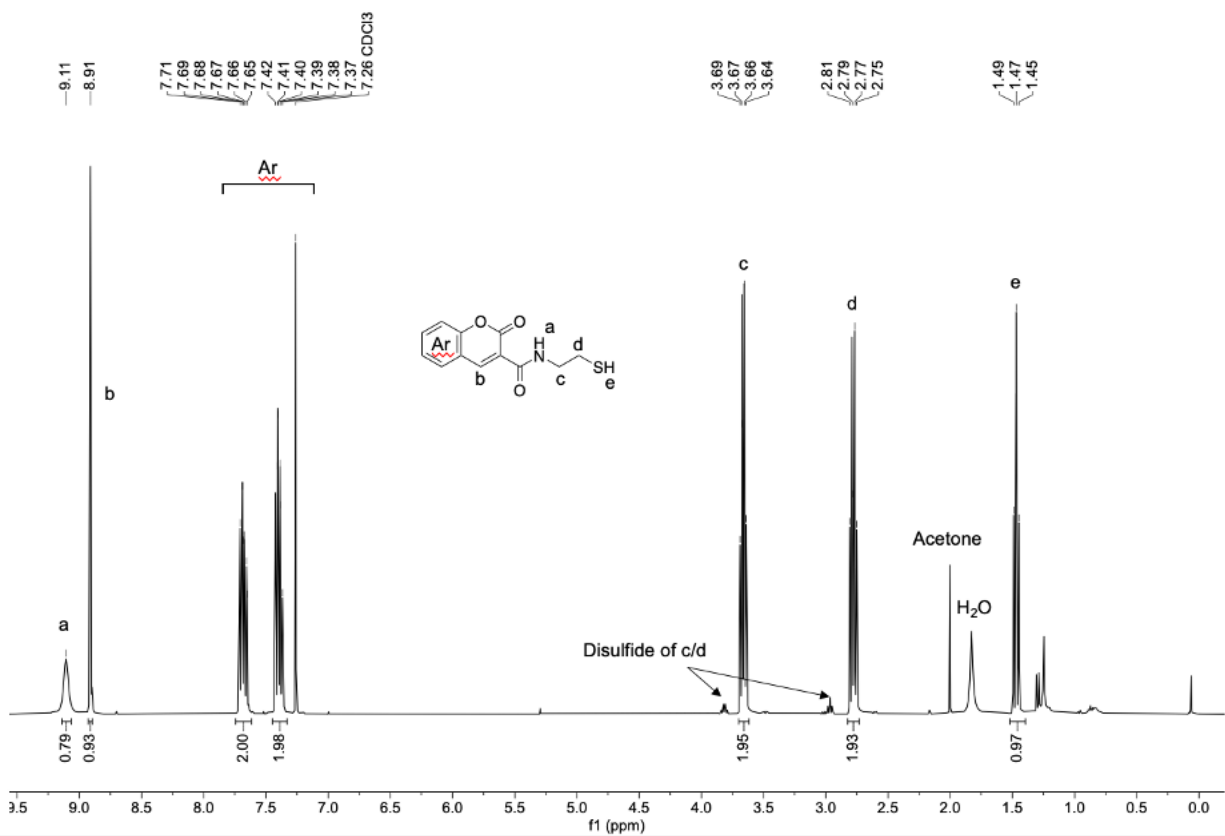 9.11
8.91
7.71
7.69
7.68
7.67
7.66
7.65
7.42
7.41
7.40
7.39
7.38
7.37
7.26 CDCl3
3.69
3.67
3.66
3.64
2.81
2.79
2.77
2.75
1.49
1.47
1.45
Ar
c
e
d
b
O O
H a
Ar N d
SH
b O c e
Acetone
H₂O
a
Disulfide of c/d
0.79
0.93
2.00
1.98
1.95
1.93
0.97
9.5 9.0 8.5 8.0 7.5 7.0 6.5 6.0 5.5 5.0 4.5 4.0 3.5 3.0 2.5 2.0 1.5 1.0 0.5 0.0
f1 (ppm)